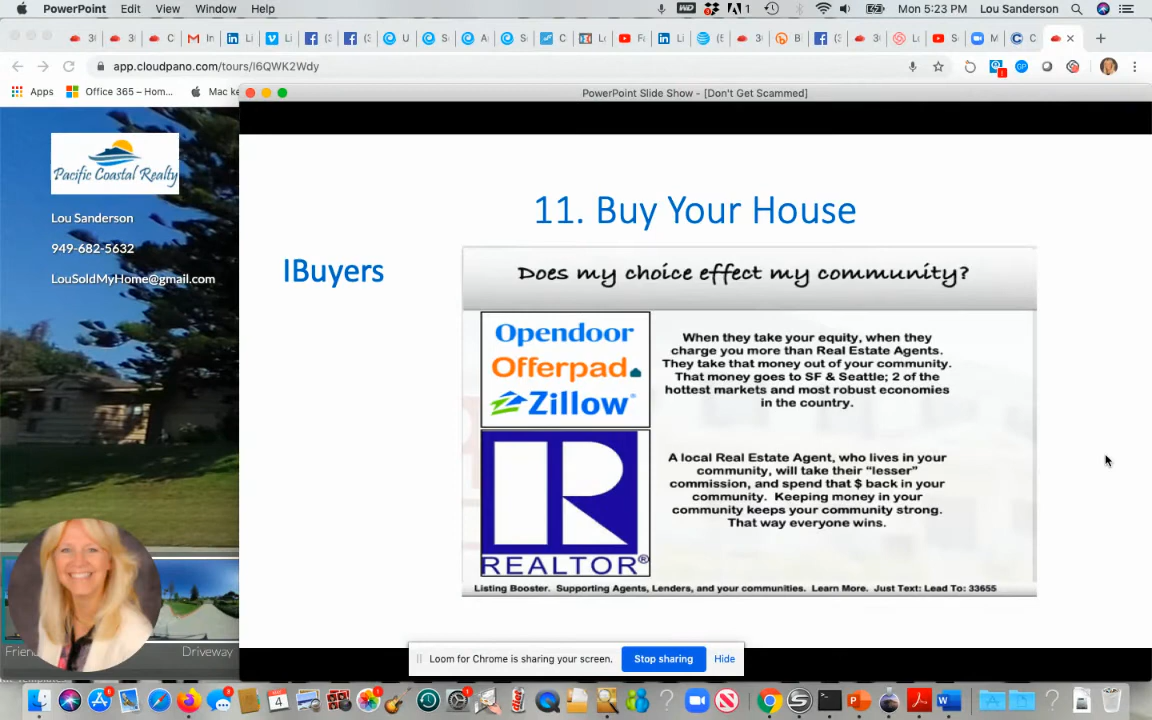 PowerPoint Edit View Window Help
Mon 5:23 PM Lou Sanderson
app.cloudpano.com/tours/I6QWK2Wdy
Apps Office 365 – Hom... Mac ke
PowerPoint Slide Show - [Don't Get Scammed]
Pacific Coastal Realty
Lou Sanderson
949-682-5632
LouSoldMyHome@gmail.com
11. Buy Your House
IBuyers
Does my choice effect my community?
Opendoor
Offerpad
Zillow
When they take your equity, when they
charge you more than Real Estate Agents.
They take that money out of your community.
That money goes to SF & Seattle; 2 of the
hottest markets and most robust economies
in the country.
REALTOR®
A local Real Estate Agent, who lives in your
community, will take their "lesser"
commission, and spend that $ back in your
community. Keeping money in your
community keeps your community strong.
That way everyone wins.
Listing Booster. Supporting Agents, Lenders, and your communities. Learn More. Just Text: Lead To: 33655
Frien
Driveway
Loom for Chrome is sharing your screen. Stop sharing Hide